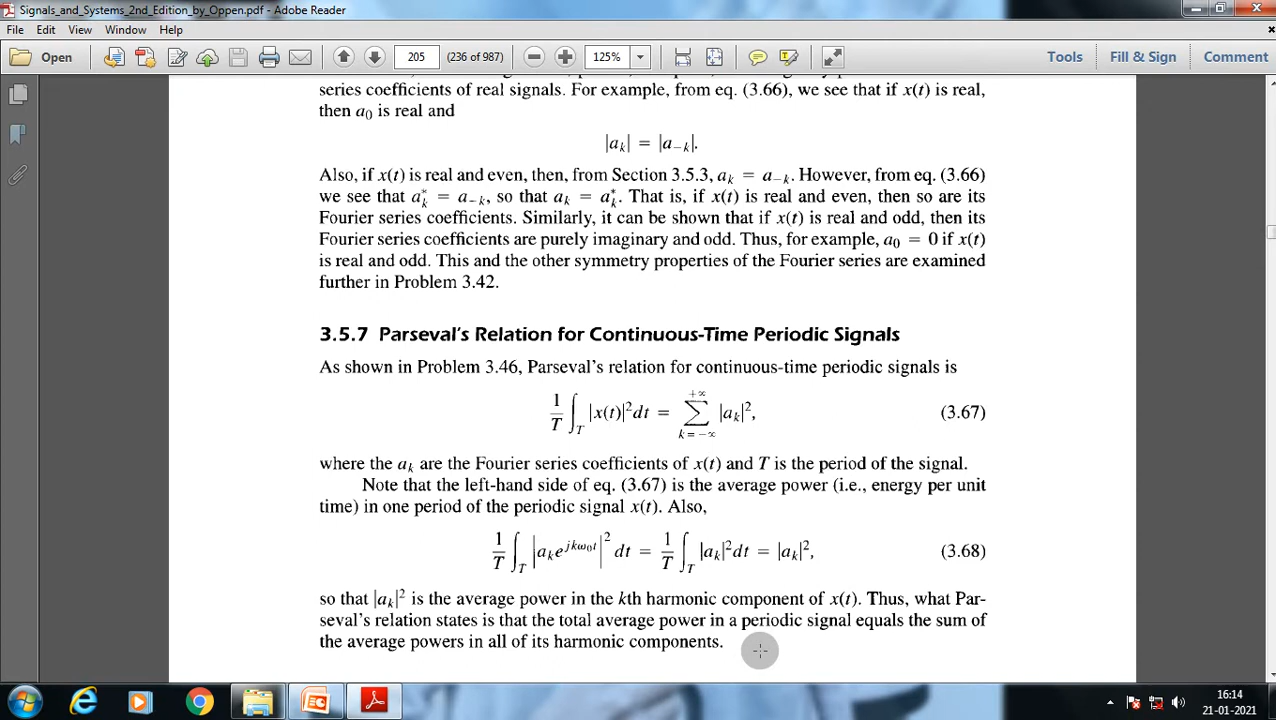 Signals_and_Systems_2nd_Edition_by_Oppen.pdf - Adobe Reader
File Edit View Window Help
Open 205 (236 of 987) 125% Tools Fill & Sign Comment
series coefficients of real signals. For example, from eq. (3.66), we see that if x(t) is real,
then a₀ is real and
|aₖ| = |a₋ₖ|.
Also, if x(t) is real and even, then, from Section 3.5.3, aₖ = a₋ₖ. However, from eq. (3.66)
we see that aₖ* = a₋ₖ, so that aₖ = aₖ*. That is, if x(t) is real and even, then so are its
Fourier series coefficients. Similarly, it can be shown that if x(t) is real and odd, then its
Fourier series coefficients are purely imaginary and odd. Thus, for example, a₀ = 0 if x(t)
is real and odd. This and the other symmetry properties of the Fourier series are examined
further in Problem 3.42.
3.5.7 Parseval's Relation for Continuous-Time Periodic Signals
As shown in Problem 3.46, Parseval's relation for continuous-time periodic signals is
1/T ∫_T |x(t)|² dt = ∑_{k=-∞}^{+∞} |aₖ|², (3.67)
where the aₖ are the Fourier series coefficients of x(t) and T is the period of the signal.
Note that the left-hand side of eq. (3.67) is the average power (i.e., energy per unit
time) in one period of the periodic signal x(t). Also,
1/T ∫_T |aₖe^{jkω₀t}|² dt = 1/T ∫_T |aₖ|² dt = |aₖ|², (3.68)
so that |aₖ|² is the average power in the kth harmonic component of x(t). Thus, what Par-
seval's relation states is that the total average power in a periodic signal equals the sum of
the average powers in all of its harmonic components.
16:14
21-01-2021